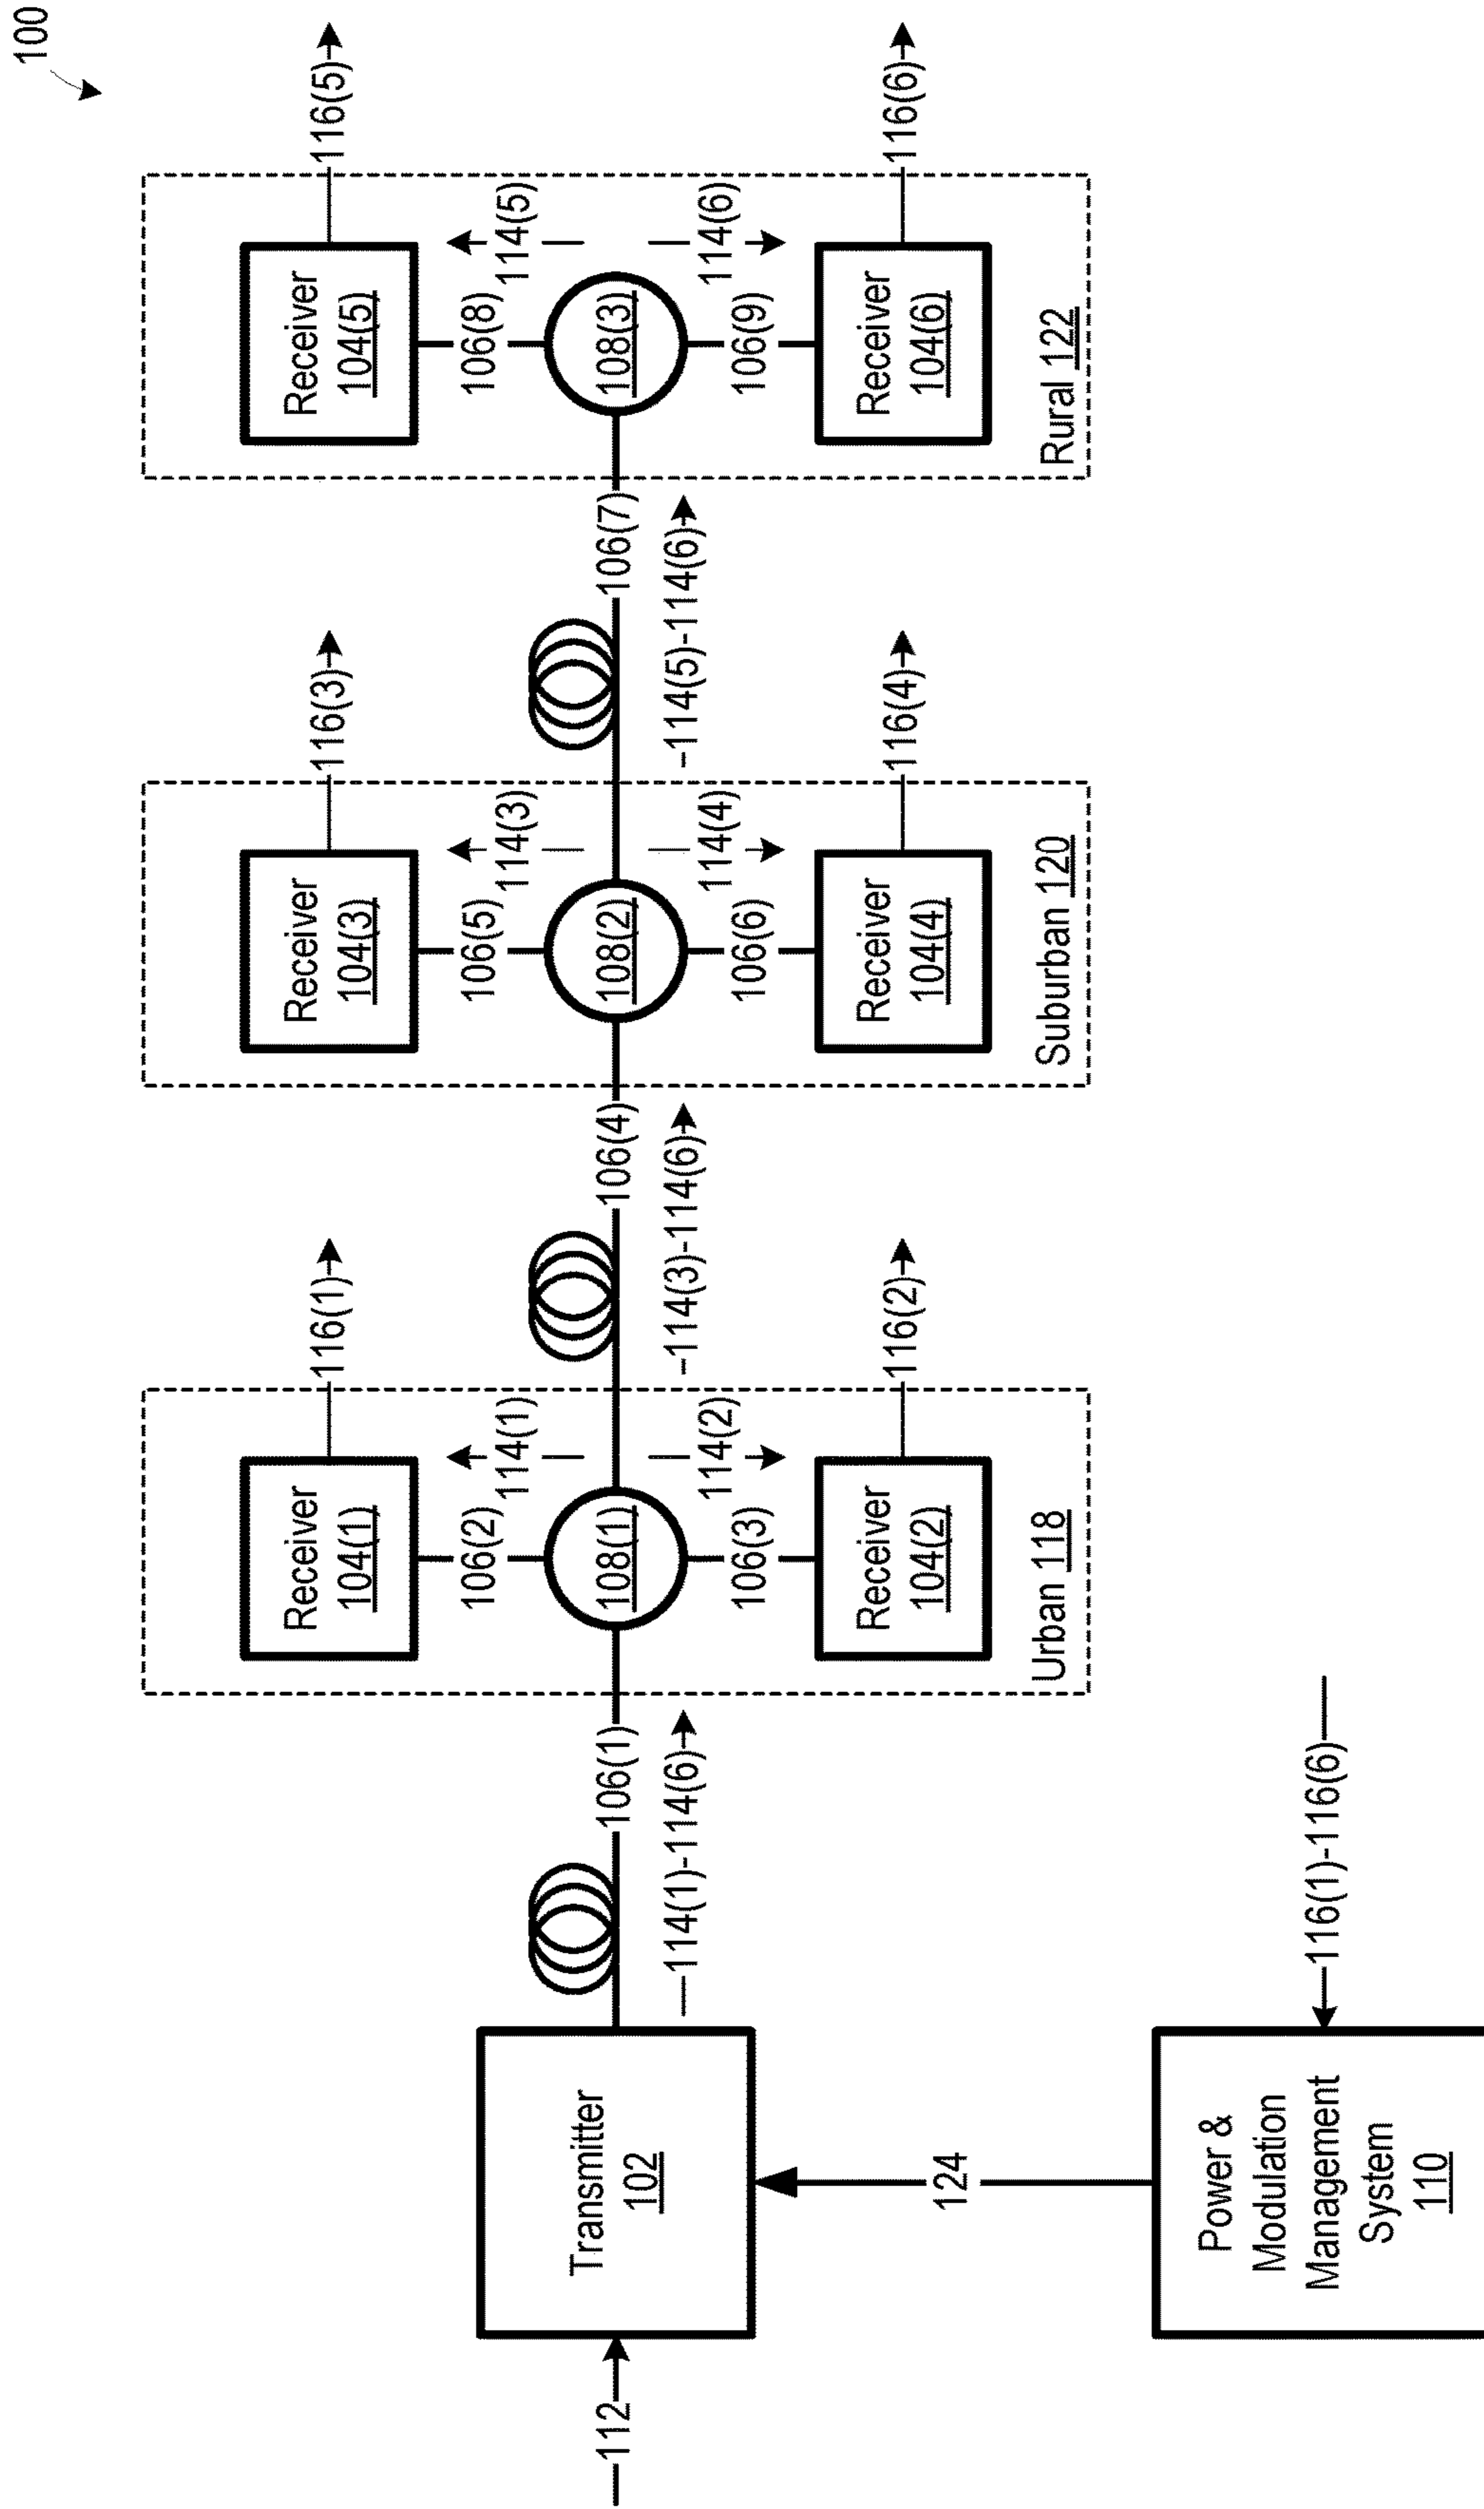 100
116(1)
116(3)
116(5)
Receiver
104(1)
Receiver
104(3)
Receiver
104(5)
106(2)
114(1)
106(5)
114(3)
106(8)
114(5)
112
Transmitter
102
106(1)
108(1)
106(4)
108(2)
106(7)
108(3)
114(1)-114(6)
114(3)-114(6)
114(5)-114(6)
106(3)
114(2)
106(6)
114(4)
106(9)
114(6)
Receiver
104(2)
Receiver
104(4)
Receiver
104(6)
116(2)
116(4)
116(6)
124
Urban 118
Suburban 120
Rural 122
Power &
Modulation
Management
System
110
116(1)-116(6)